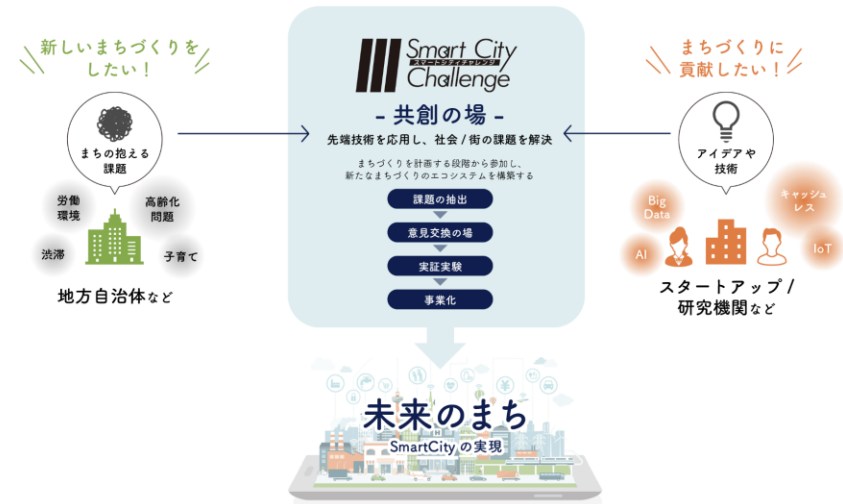 新しいまちづくりを
したい！
まちの抱える
課題
労働
環境
高齢化
問題
渋滞
子育て
地方自治体など
Smart City
スマートシティチャレンジ
Challenge
- 共創の場 -
先端技術を応用し、社会 / 街の課題を解決
まちづくりを計画する段階から参加し、
新たなまちづくりのエコシステムを構築する
課題の抽出
意見交換の場
実証実験
事業化
まちづくりに
貢献したい！
アイデアや
技術
Big
Data
キャッシュ
レス
AI
IoT
スタートアップ /
研究機関など
未来のまち
SmartCity の実現